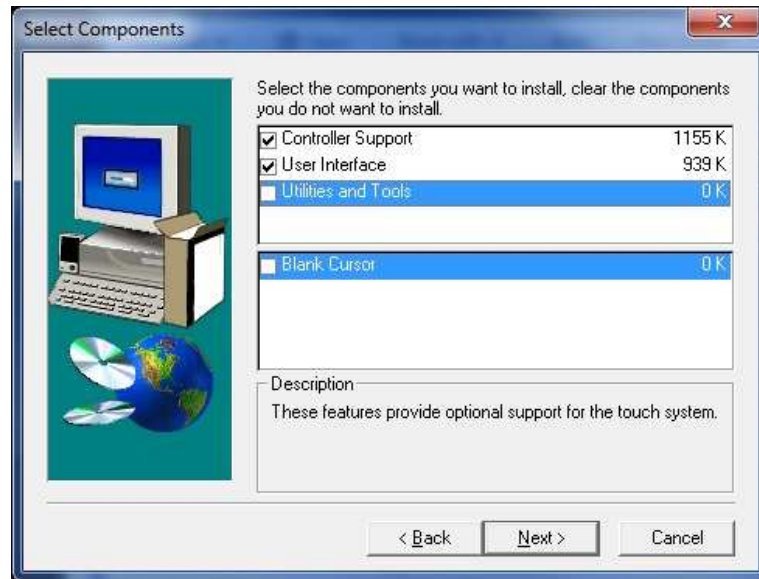 Select Components
Select the components you want to install, clear the components
you do not want to install.
Controller Support 1155 K
User Interface 939 K
Utilities and Tools 0 K
Blank Cursor 0 K
Description
These features provide optional support for the touch system.
< Back Next > Cancel